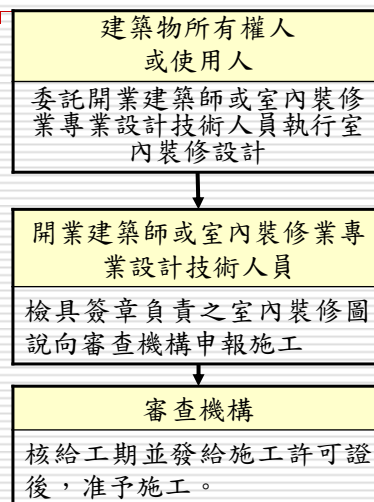 建築物所有權人
或使用人
委託開業建築師或室內裝修
業專業設計技術人員執行室
內裝修設計
開業建築師或室內裝修業專
業設計技術人員
檢具簽章負責之室內裝修圖
說向審查機構申報施工
審查機構
核給工期並發給施工許可證
後，准予施工。